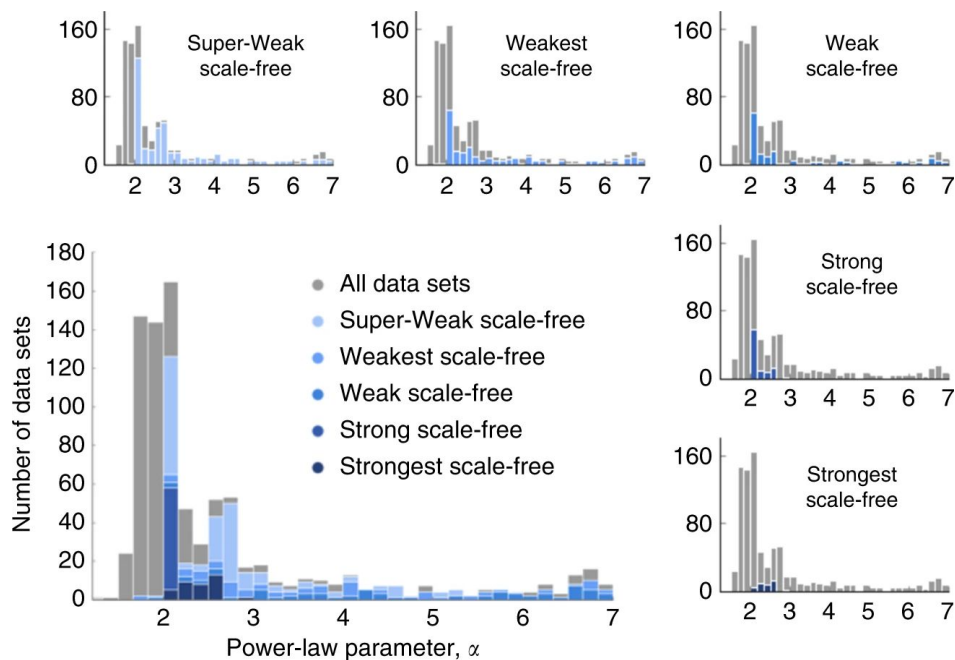 160
80
0
2 3 4 5 6 7
Super-Weak
scale-free
160
80
0
2 3 4 5 6 7
Weakest
scale-free
160
80
0
2 3 4 5 6 7
Weak
scale-free
180
160
140
120
100
80
60
40
20
0
Number of data sets
2 3 4 5 6 7
Power-law parameter, α
All data sets
Super-Weak scale-free
Weakest scale-free
Weak scale-free
Strong scale-free
Strongest scale-free
160
80
0
2 3 4 5 6 7
Strong
scale-free
160
80
0
2 3 4 5 6 7
Strongest
scale-free